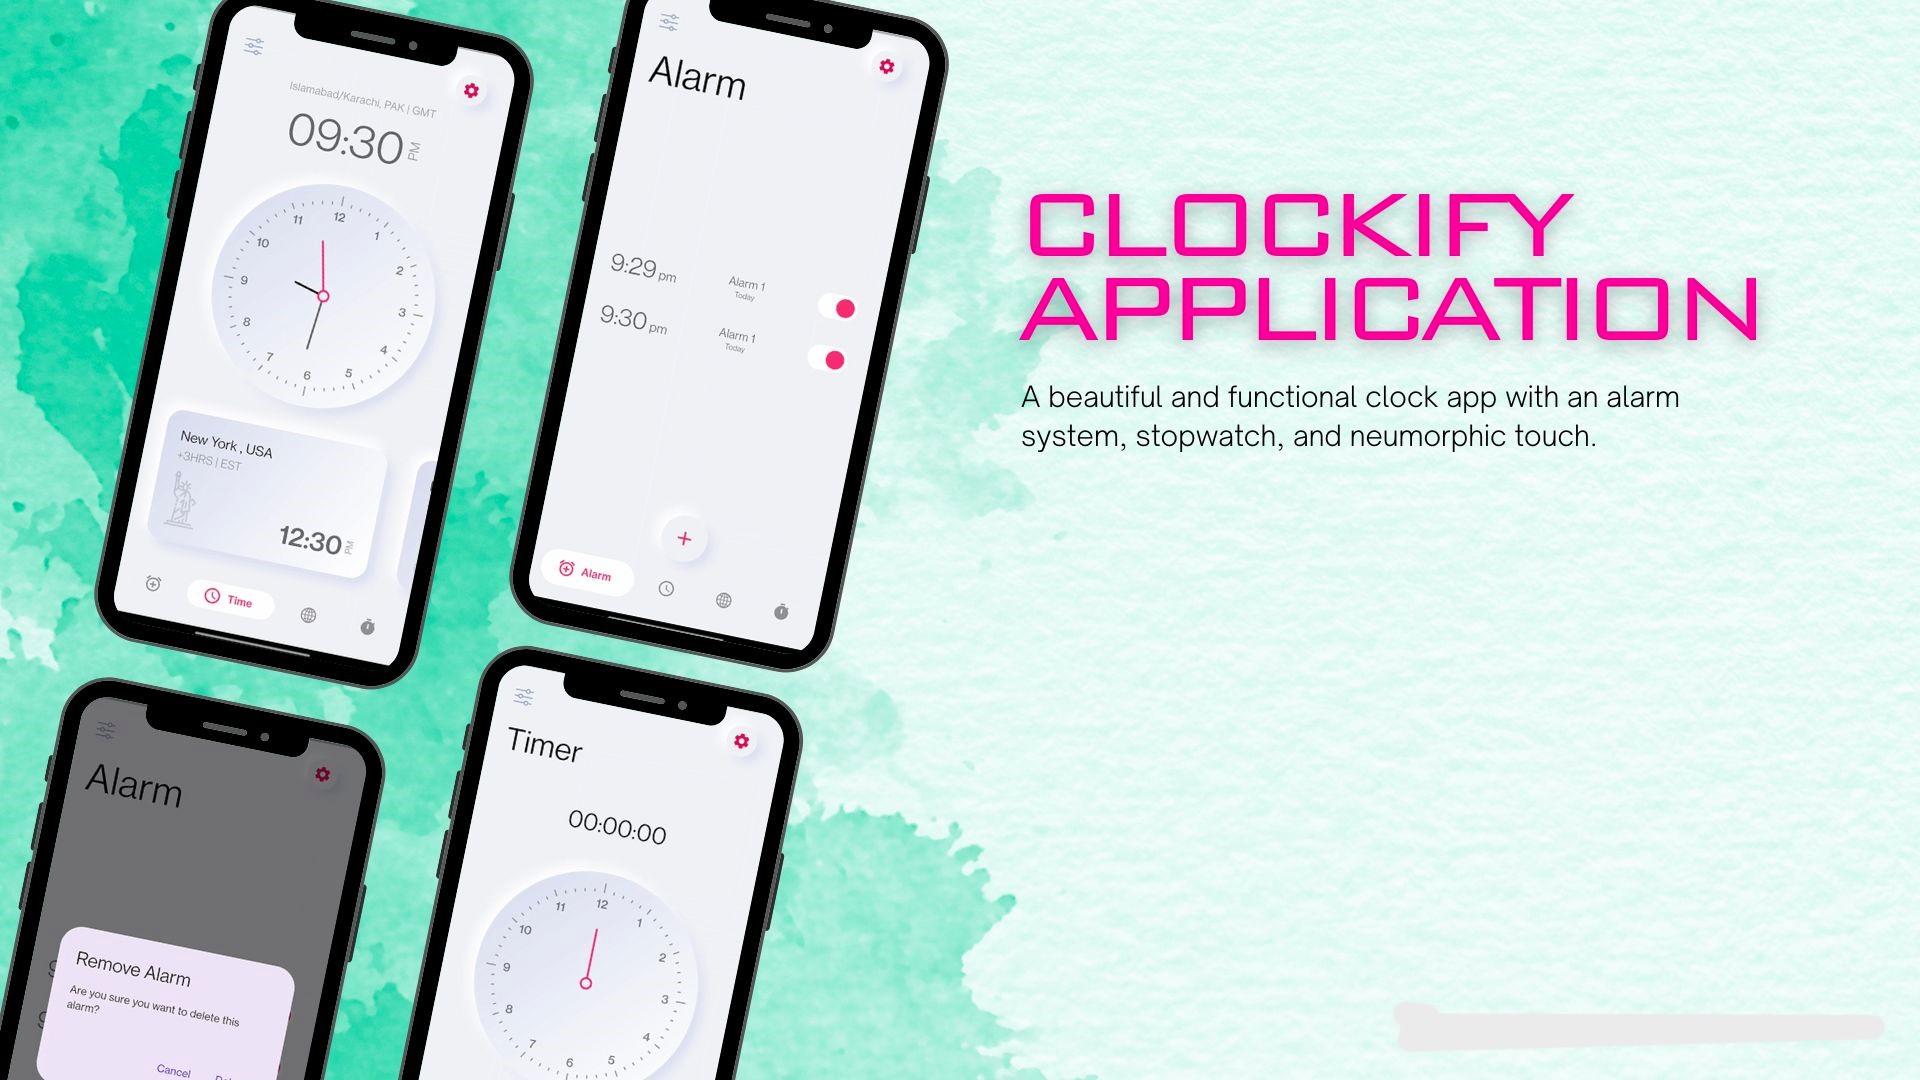 Islamabad/Karachi, PAK | GMT
09:30 PM
12
1
2
3
4
5
6
7
8
9
10
11
New York , USA
+3HRS | EST
12:30 PM
Time
Alarm
9:29 pm Alarm 1
Today
9:30 pm Alarm 1
Today
+
Alarm
CLOCKIFY
APPLICATION
A beautiful and functional clock app with an alarm
system, stopwatch, and neumorphic touch.
Alarm
Remove Alarm
Are you sure you want to delete this
alarm?
Cancel
Timer
00:00:00
12
1
2
3
4
5
6
7
8
9
10
11